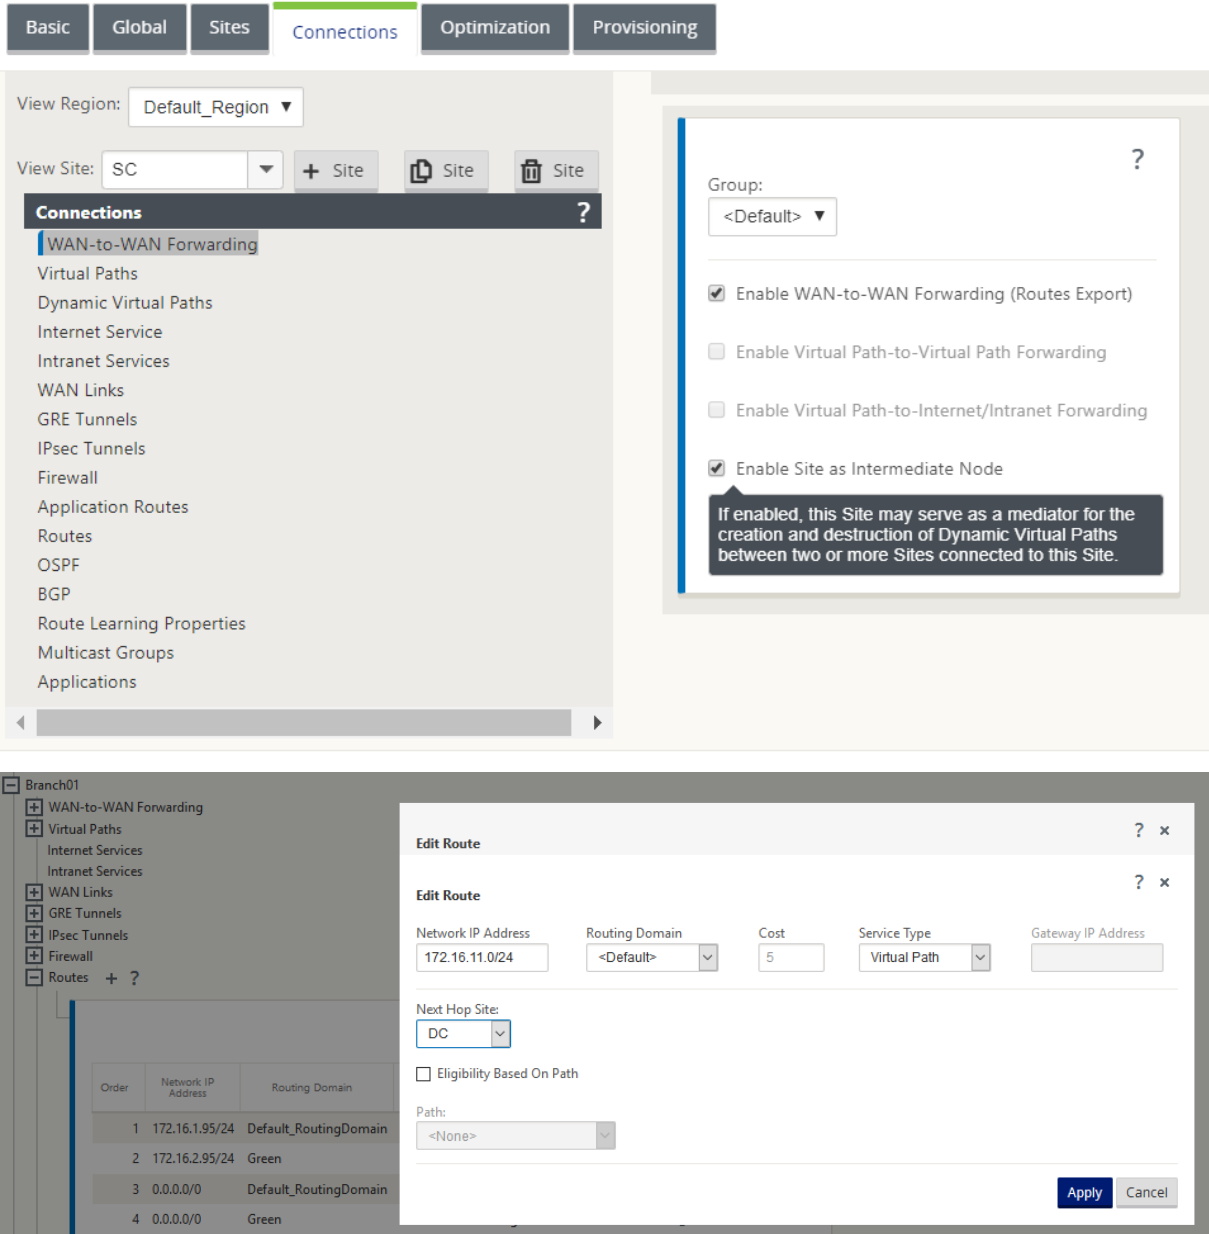 Basic Global Sites Connections Optimization Provisioning
View Region: Default_Region
View Site: SC + Site Site Site
Connections ?
WAN-to-WAN Forwarding
Virtual Paths
Dynamic Virtual Paths
Internet Service
Intranet Services
WAN Links
GRE Tunnels
IPsec Tunnels
Firewall
Application Routes
Routes
OSPF
BGP
Route Learning Properties
Multicast Groups
Applications
?
Group:
<Default>
Enable WAN-to-WAN Forwarding (Routes Export)
Enable Virtual Path-to-Virtual Path Forwarding
Enable Virtual Path-to-Internet/Intranet Forwarding
Enable Site as Intermediate Node
If enabled, this Site may serve as a mediator for the
creation and destruction of Dynamic Virtual Paths
between two or more Sites connected to this Site.
Branch01
WAN-to-WAN Forwarding
Virtual Paths
Internet Services
Intranet Services
WAN Links
GRE Tunnels
IPsec Tunnels
Firewall
Routes + ?
Order Network IP Address Routing Domain
1 172.16.1.95/24 Default_RoutingDomain
2 172.16.2.95/24 Green
3 0.0.0.0/0 Default_RoutingDomain
4 0.0.0.0/0 Green
Edit Route ? ×
Edit Route ? ×
Network IP Address Routing Domain Cost Service Type Gateway IP Address
172.16.11.0/24 <Default> 5 Virtual Path
Next Hop Site:
DC
Eligibility Based On Path
Path:
<None>
Apply Cancel